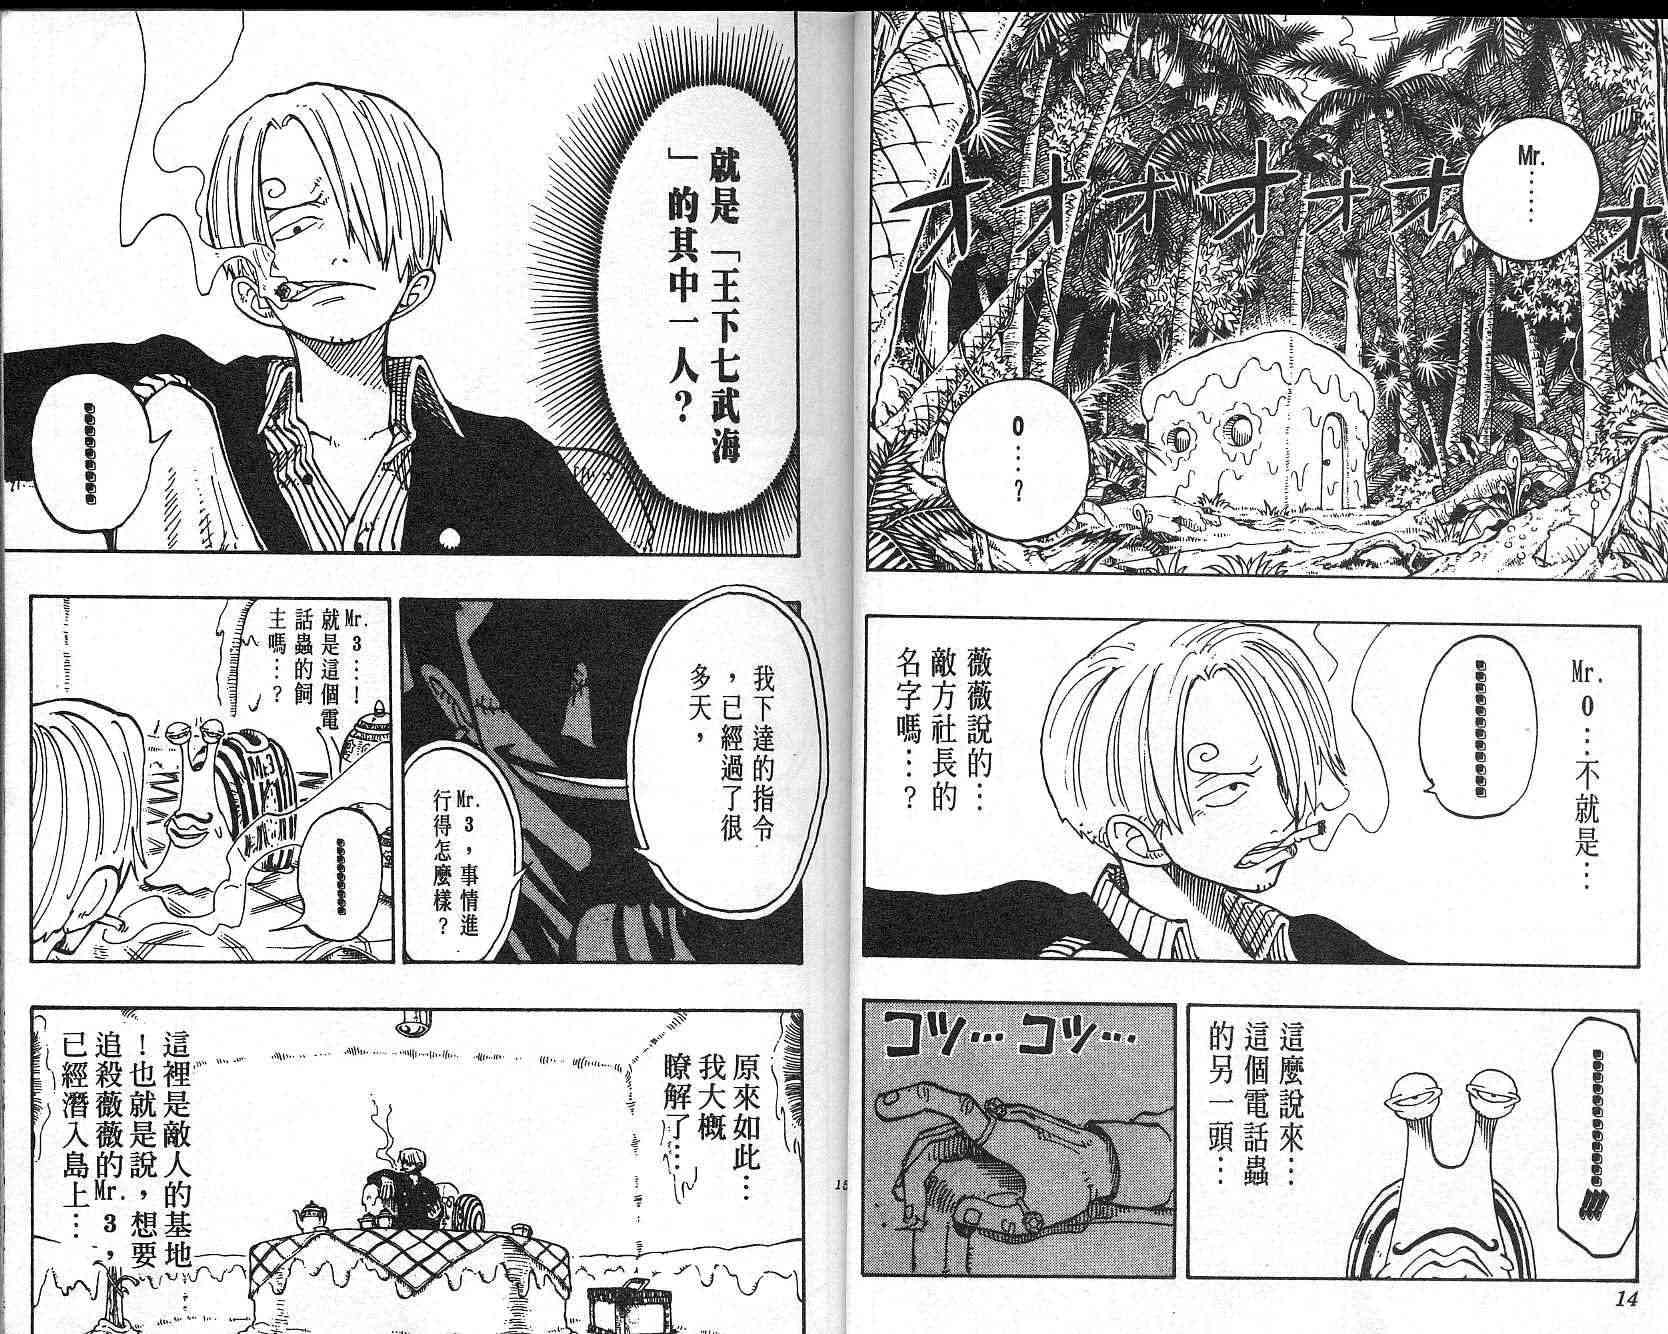 Mr.……
オオオオオオオ
0…？
Mr.
0…不就是…
薇薇說的…
敵方社長的
名字嗎…？
這麼說來…
這個電話蟲
的另一頭…
コツ…コツ…
14
就是「王下七武海
」的其中一人？
我下達的指令
，已經過了很
多天，
Mr.3，事情進
行得怎麼樣？
Mr.3…！
就是這個電
話蟲的飼
主嗎…？
Mr.3
原來如此…
我大概
瞭解了…
這裡是敵人的基地
！也就是說，想要
追殺薇薇的Mr.3，
已經潛入島上…
15